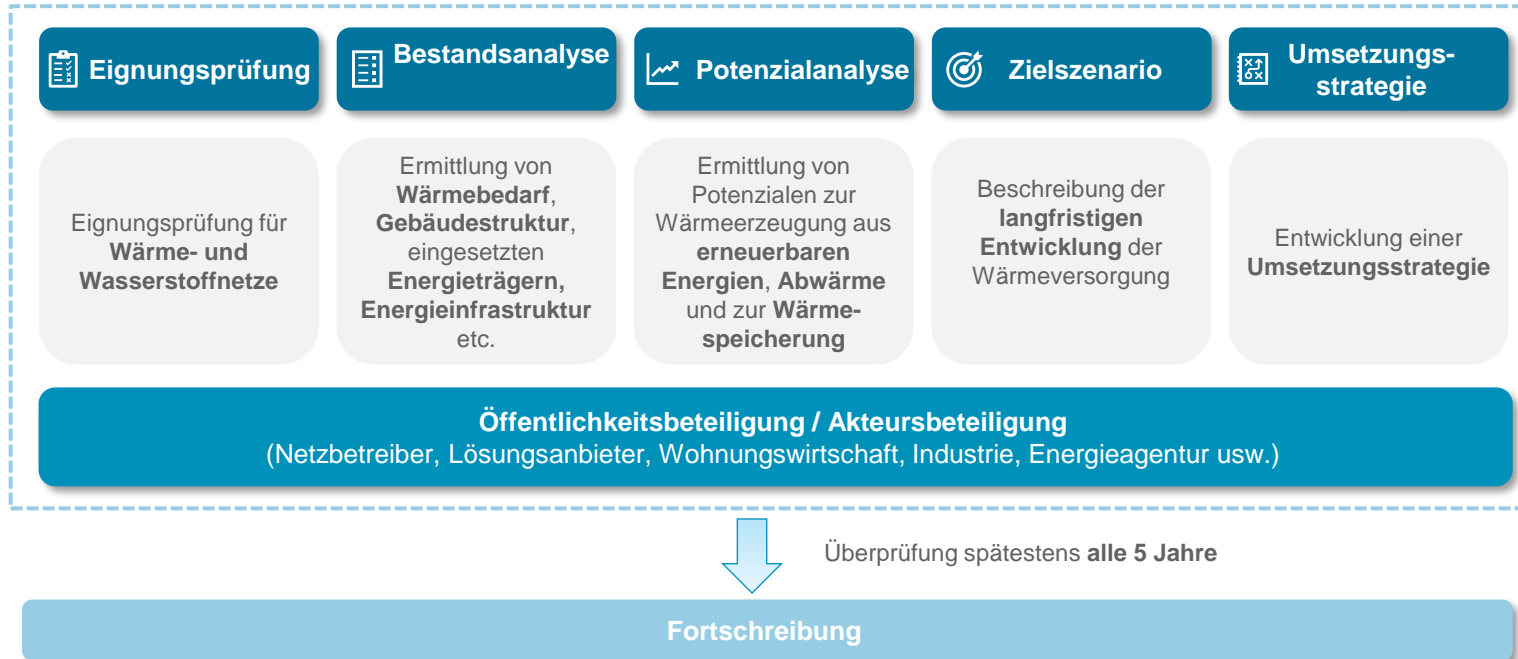 Eignungsprüfung
Bestandsanalyse
Potenzialanalyse
Zielszenario
Umsetzungs-
strategie
Eignungsprüfung für
Wärme- und
Wasserstoffnetze
Ermittlung von
Wärmebedarf,
Gebäudestruktur,
eingesetzten
Energieträgern,
Energieinfrastruktur
etc.
Ermittlung von
Potenzialen zur
Wärmeerzeugung aus
erneuerbaren
Energien, Abwärme
und zur Wärme-
speicherung
Beschreibung der
langfristigen
Entwicklung der
Wärmeversorgung
Entwicklung einer
Umsetzungsstrategie
Öffentlichkeitsbeteiligung / Akteursbeteiligung
(Netzbetreiber, Lösungsanbieter, Wohnungswirtschaft, Industrie, Energieagentur usw.)
Überprüfung spätestens alle 5 Jahre
Fortschreibung